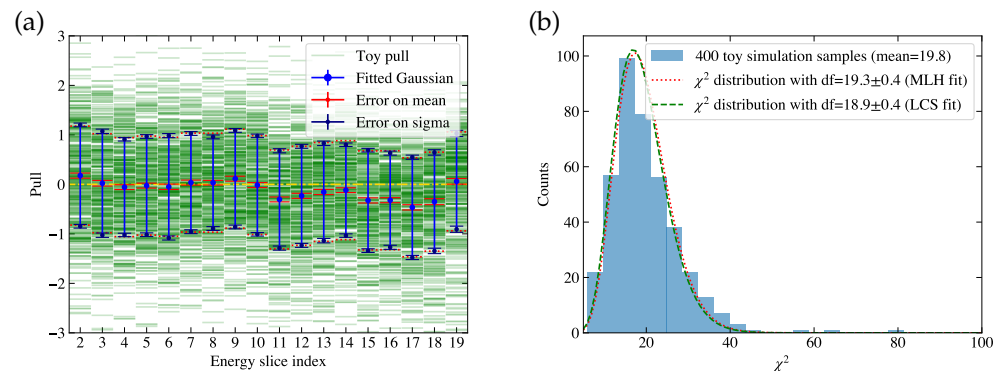 (a)
3
2
1
0
−1
−2
−3
Pull
Toy pull
Fitted Gaussian
Error on mean
Error on sigma
2 3 4 5 6 7 8 9 10 11 12 13 14 15 16 17 18 19
Energy slice index
(b)
100
80
60
40
20
0
Counts
400 toy simulation samples (mean=19.8)
χ² distribution with df=19.3±0.4 (MLH fit)
χ² distribution with df=18.9±0.4 (LCS fit)
20 40 60 80 100
χ²